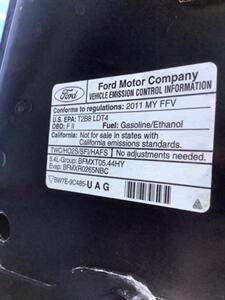 Ford
Ford Motor Company
VEHICLE EMISSION CONTROL INFORMATION
Conforms to regulations: 2011 MY FFV
U.S. EPA: T2B8 LDT4
OBD: F II Fuel: Gasoline/Ethanol
California: Not for sale in states with
California emissions standards.
TWC/HO2S/SFI/HAFS No adjustments needed.
5.4L-Group: BFMXT05.44HY
Evap: BFMXR0265NBC
BW7E-9C485-UAG